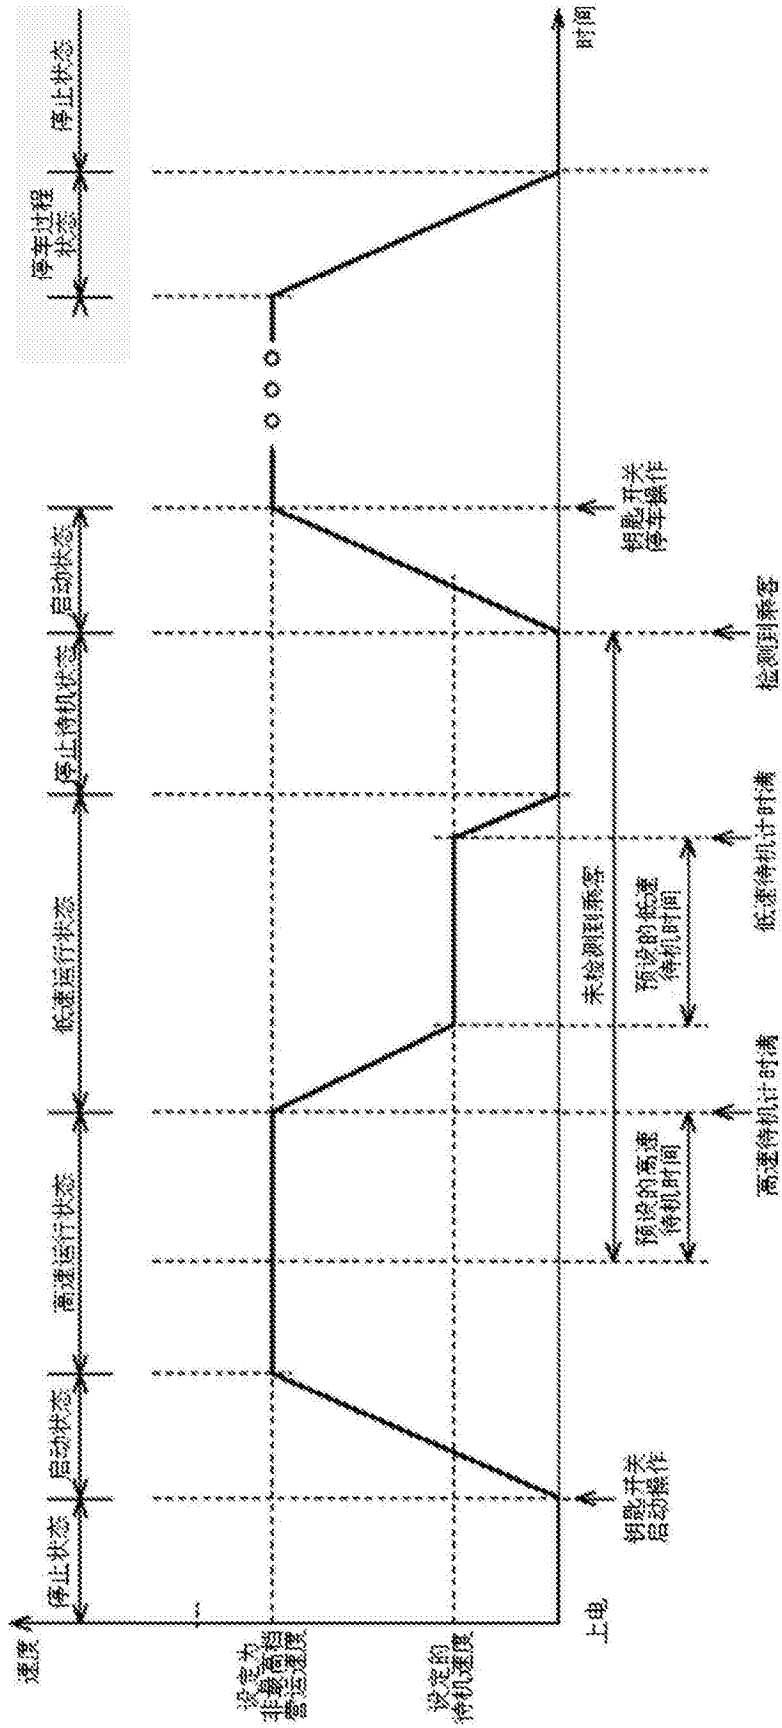 速度
停止状态
启动状态
高速运行状态
低速运行状态
停止待机状态
启动状态
停车过程
状态
停止状态
设定为
非最高档
营运速度
设定的
待机速度
上电
时间
钥匙开关
启动操作
未检测到乘客
预设的高速
待机时间
预设的低速
待机时间
高速待机计时满
低速待机计时满
检测到乘客
钥匙开关
停车操作